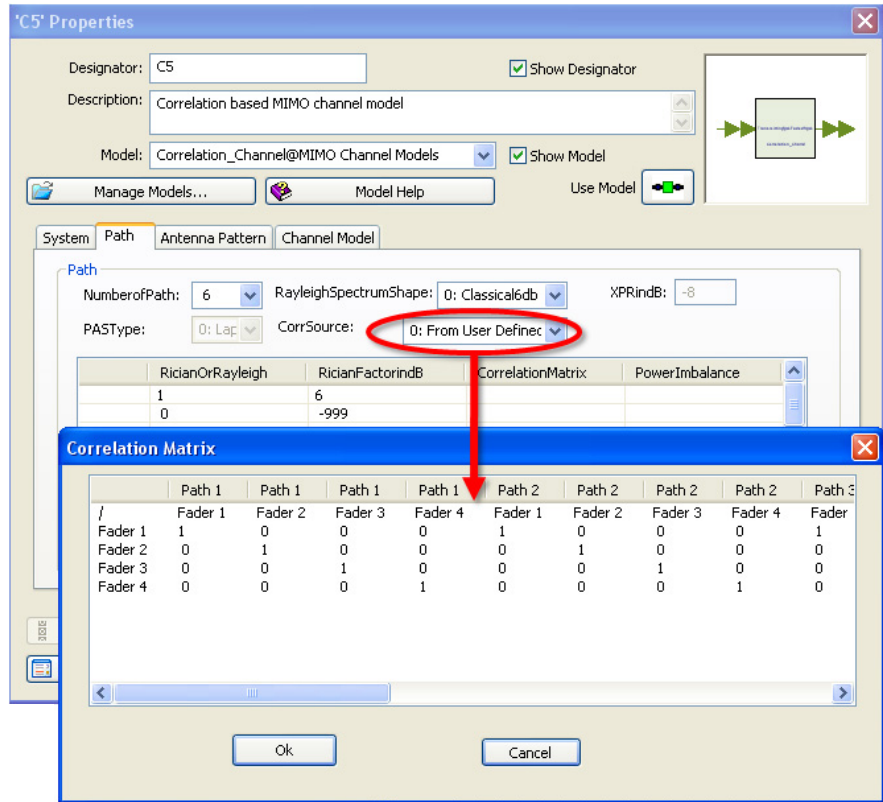 'C5' Properties
Designator: C5 Show Designator
Description: Correlation based MIMO channel model
Model: Correlation_Channel@MIMO Channel Models Show Model
Manage Models... Model Help Use Model
System Path Antenna Pattern Channel Model
Path
NumberofPath: 6 RayleighSpectrumShape: 0: Classical6db XPRindB: -8
PASType: 0: Lap CorrSource: 0: From User Defined
RicianOrRayleigh RicianFactorindB CorrelationMatrix PowerImbalance
1 6
0 -999
Correlation Matrix
Path 1 Path 1 Path 1 Path 1 Path 2 Path 2 Path 2 Path 2 Path 3
/ Fader 1 Fader 2 Fader 3 Fader 4 Fader 1 Fader 2 Fader 3 Fader 4 Fader
Fader 1 1 0 0 0 1 0 0 0 1
Fader 2 0 1 0 0 0 1 0 0 0
Fader 3 0 0 1 0 0 0 1 0 0
Fader 4 0 0 0 1 0 0 0 1 0
Ok Cancel